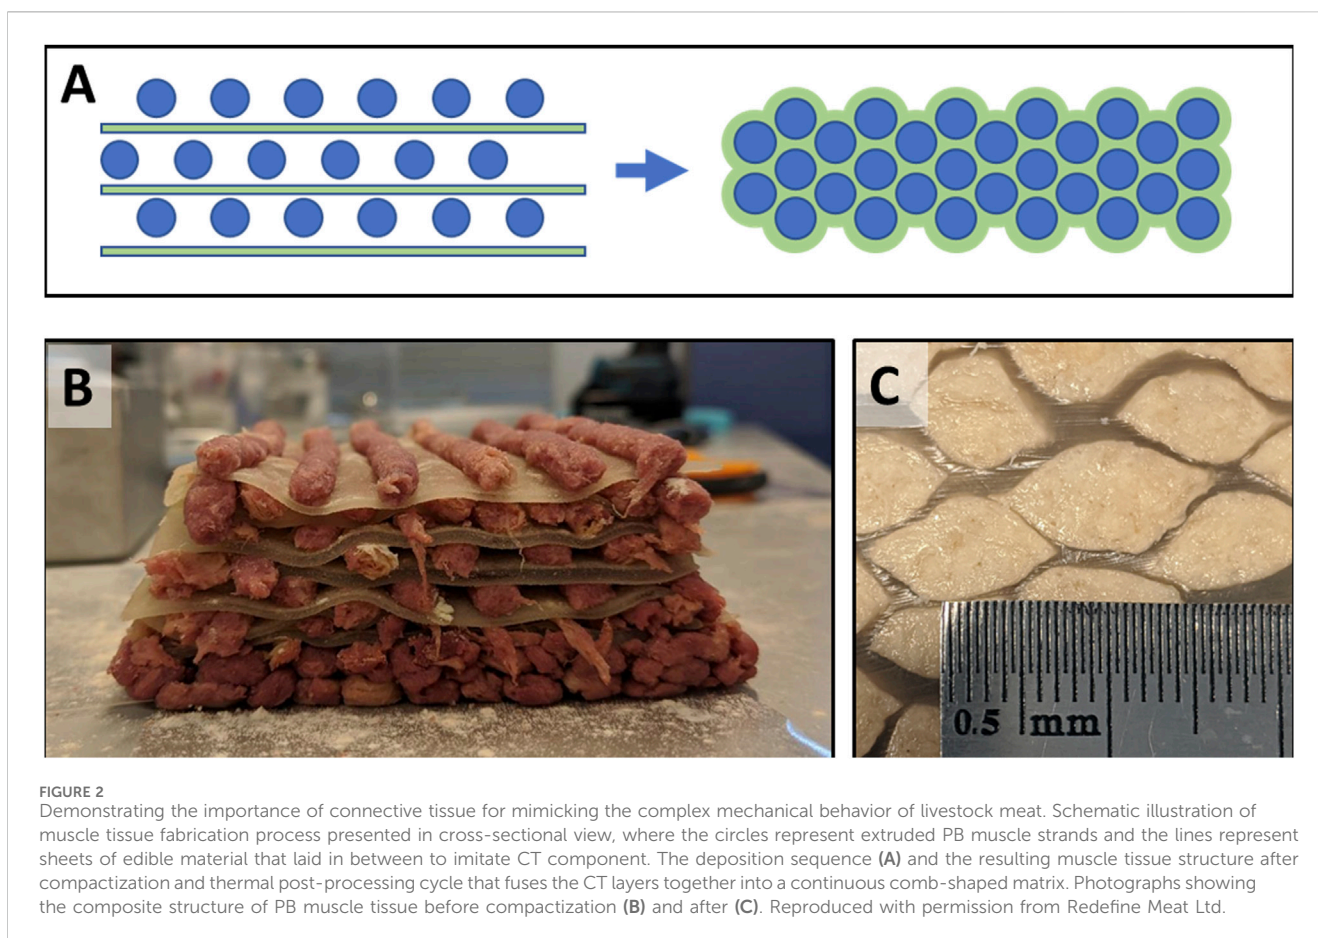 A
B
C
0.5 mm
FIGURE 2
Demonstrating the importance of connective tissue for mimicking the complex mechanical behavior of livestock meat. Schematic illustration of
muscle tissue fabrication process presented in cross-sectional view, where the circles represent extruded PB muscle strands and the lines represent
sheets of edible material that laid in between to imitate CT component. The deposition sequence (A) and the resulting muscle tissue structure after
compactization and thermal post-processing cycle that fuses the CT layers together into a continuous comb-shaped matrix. Photographs showing
the composite structure of PB muscle tissue before compactization (B) and after (C). Reproduced with permission from Redefine Meat Ltd.